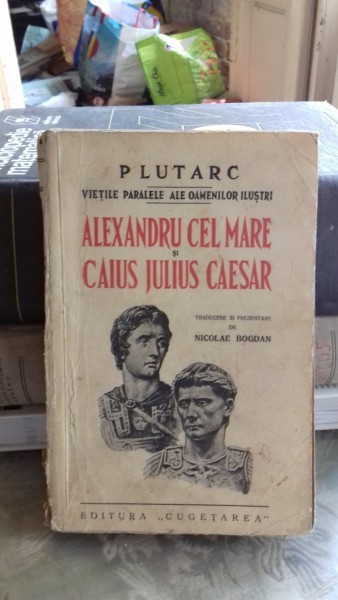 PLUTARC
VIEȚILE PARALELE ALE OAMENILOR ILUȘTRI
ALEXANDRU CEL MARE
ȘI
CAIUS JULIUS CAESAR
TRADUCERE SI PREZENTARE
DE
NICOLAE BOGDAN
EDITURA „CUGETAREA"